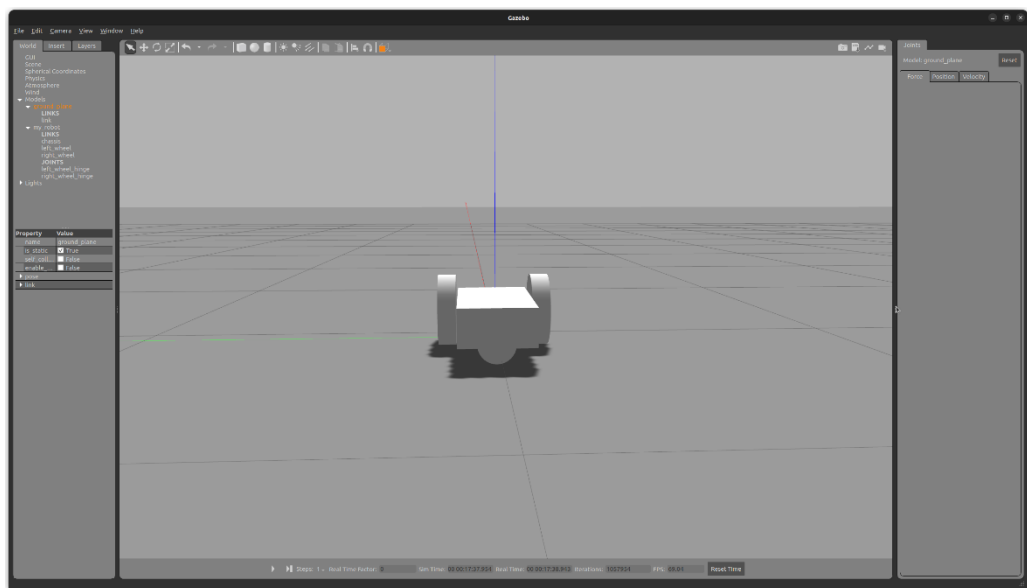 Gazebo
File Edit Camera View Window Help
World Insert Layers
GUI
Scene
Spherical Coordinates
Physics
Atmosphere
Wind
Models
ground_plane
LINKS
link
my_robot
LINKS
chassis
left_wheel
right_wheel
JOINTS
left_wheel_hinge
right_wheel_hinge
Lights
Property Value
name ground_plane
is_static True
self_coll... False
enable_... False
pose
link
Steps: 1 Real Time Factor: Sim Time: Real Time: Iterations: FPS: Reset Time
Joints
Model: ground_plane Reset
Force Position Velocity